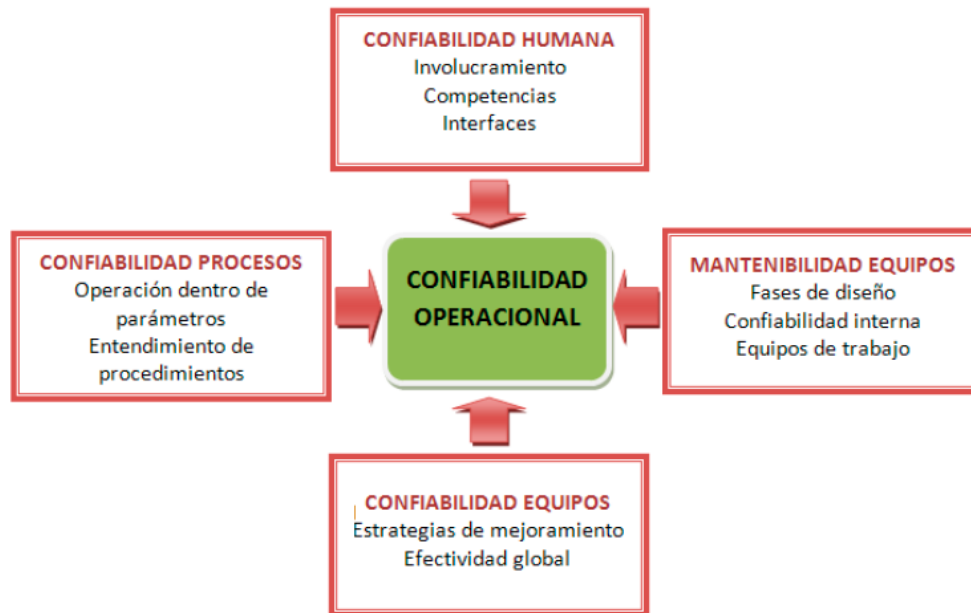 CONFIABILIDAD HUMANA
Involucramiento
Competencias
Interfaces
CONFIABILIDAD PROCESOS
Operación dentro de
parámetros
Entendimiento de
procedimientos
CONFIABILIDAD
OPERACIONAL
MANTENIBILIDAD EQUIPOS
Fases de diseño
Confiabilidad interna
Equipos de trabajo
CONFIABILIDAD EQUIPOS
Estrategias de mejoramiento
Efectividad global